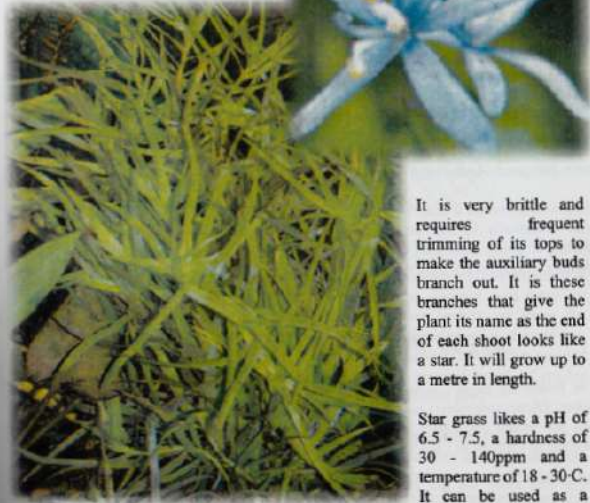 It is very brittle and
requires frequent
trimming of its tops to
make the auxiliary buds
branch out. It is these
branches that give the
plant its name as the end
of each shoot looks like
a star. It will grow up to
a metre in length.

Star grass likes a pH of
6.5 - 7.5, a hardness of
30 - 140ppm and a
temperature of 18 - 30·C.
It can be used as a